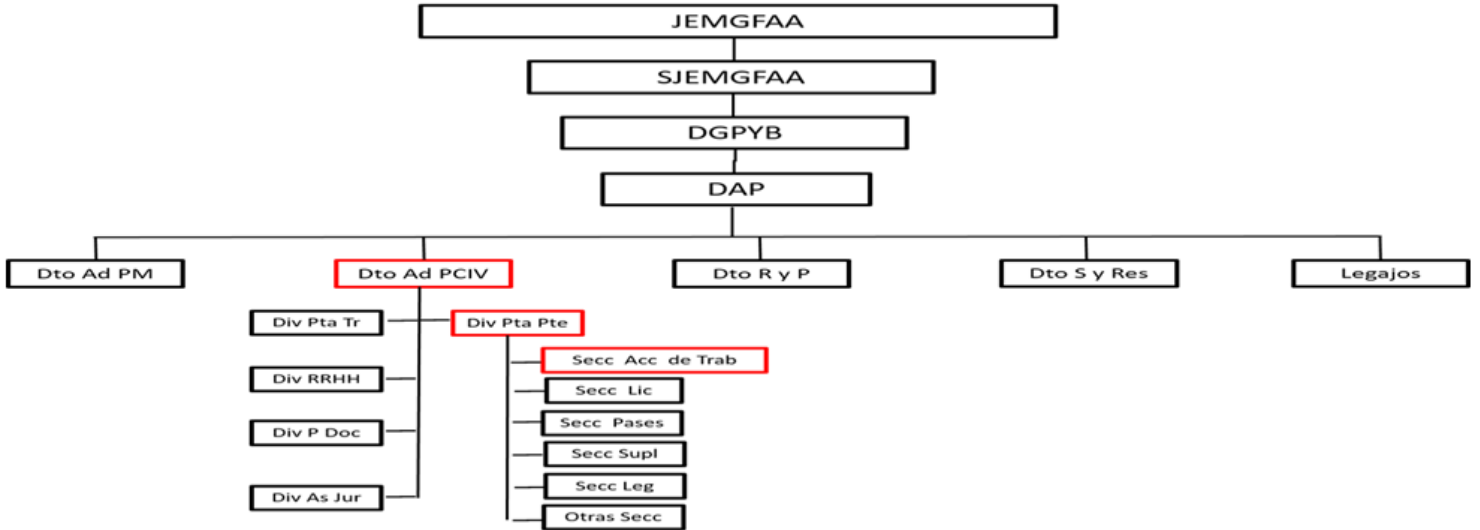 JEMGFAA
SJEMGFAA
DGPYB
DAP
Dto Ad PM
Dto Ad PCIV
Dto R y P
Dto S y Res
Legajos
Div Pta Tr
Div Pta Pte
Secc Acc de Trab
Div RRHH
Secc Lic
Secc Pases
Div P Doc
Secc Supl
Secc Leg
Div As Jur
Otras Secc